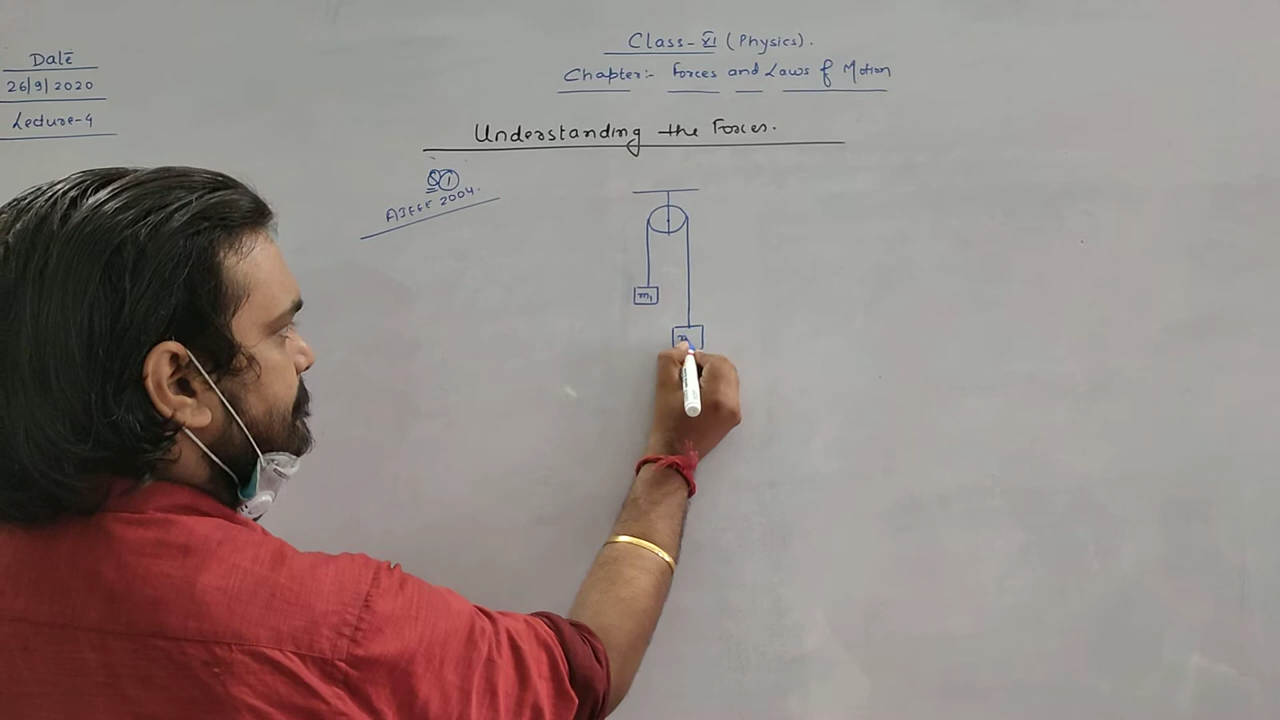 Date
26/9/2020
Lecture-4
Class-XI (Physics).
Chapter:- Forces and Laws of Motion
Understanding the Forces.
Q1
AIEEE 2004.
m1
m